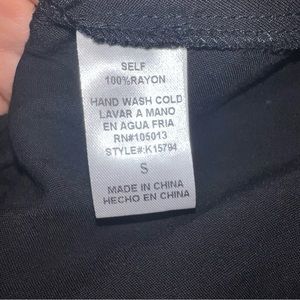 SELF
100%RAYON
HAND WASH COLD
LAVAR A MANO
EN AGUA FRIA
RN#105013
STYLE#:K15794
S
MADE IN CHINA
HECHO EN CHINA